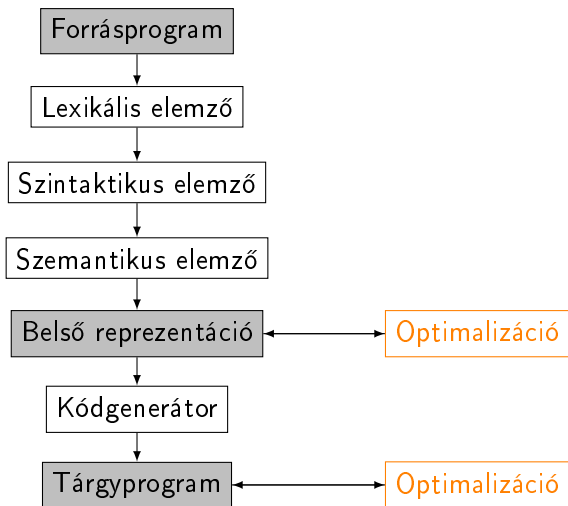 Forrásprogram
Lexikális elemző
Szintaktikus elemző
Szemantikus elemző
Belső reprezentáció
Optimalizáció
Kódgenerátor
Tárgyprogram
Optimalizáció